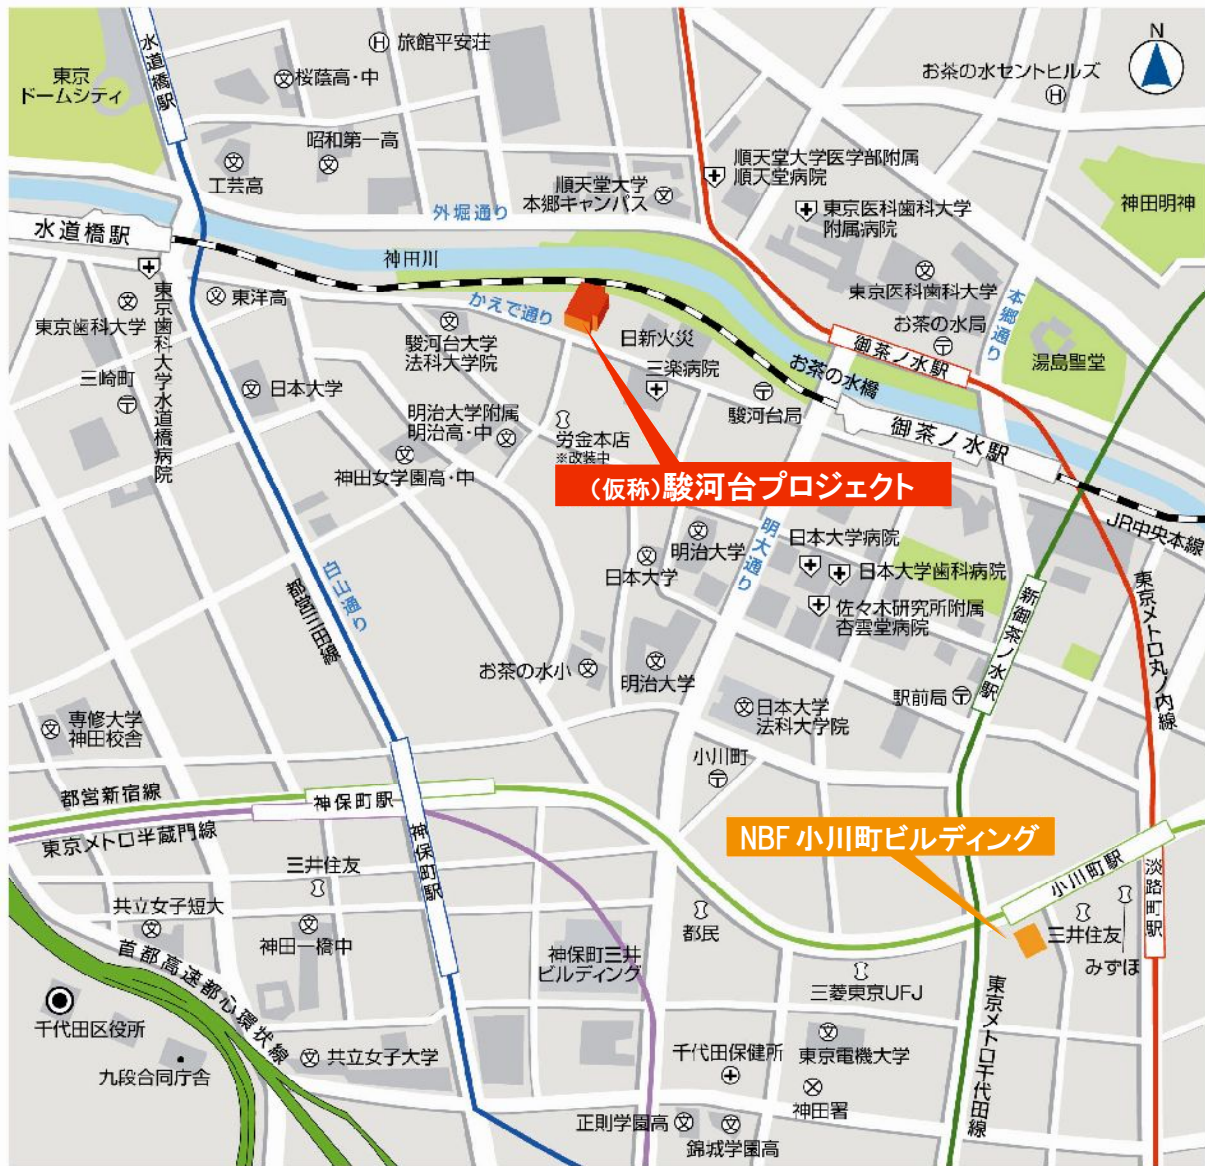 水道橋駅
東京
ドームシティ
旅館平安荘
桜蔭高・中
昭和第一高
工芸高
N
お茶の水セントヒルズ
順天堂大学医学部附属
順天堂病院
順天堂大学
本郷キャンパス
東京医科歯科大学
附属病院
神田明神
外堀通り
水道橋駅
神田川
東洋高
東京歯科大学
東京歯科大学水道橋病院
三崎町
日本大学
かえで通り
駿河台大学
法科大学院
日新火災
三楽病院
東京医科歯科大学
お茶の水局
本郷通り
湯島聖堂
御茶ノ水駅
お茶の水橋
駿河台局
御茶ノ水駅
明治大学附属
明治高・中
神田女学園高・中
労金本店
※改装中
(仮称)駿河台プロジェクト
JR中央本線
明大通り
明治大学
日本大学
日本大学病院
日本大学歯科病院
佐々木研究所附属
杏雲堂病院
新御茶ノ水駅
東京メトロ丸ノ内線
白山通り
都営三田線
お茶の水小
明治大学
日本大学
法科大学院
駅前局
専修大学
神田校舎
小川町
都営新宿線
神保町駅
東京メトロ半蔵門線
神保町駅
NBF 小川町ビルディング
小川町駅
淡路町駅
三井住友
共立女子短大
神田一橋中
都民
神保町三井
ビルディング
三井住友
みずほ
三菱東京UFJ
首都高速都心環状線
千代田区役所
九段合同庁舎
共立女子大学
千代田保健所
東京電機大学
神田署
東京メトロ千代田線
正則学園高
錦城学園高